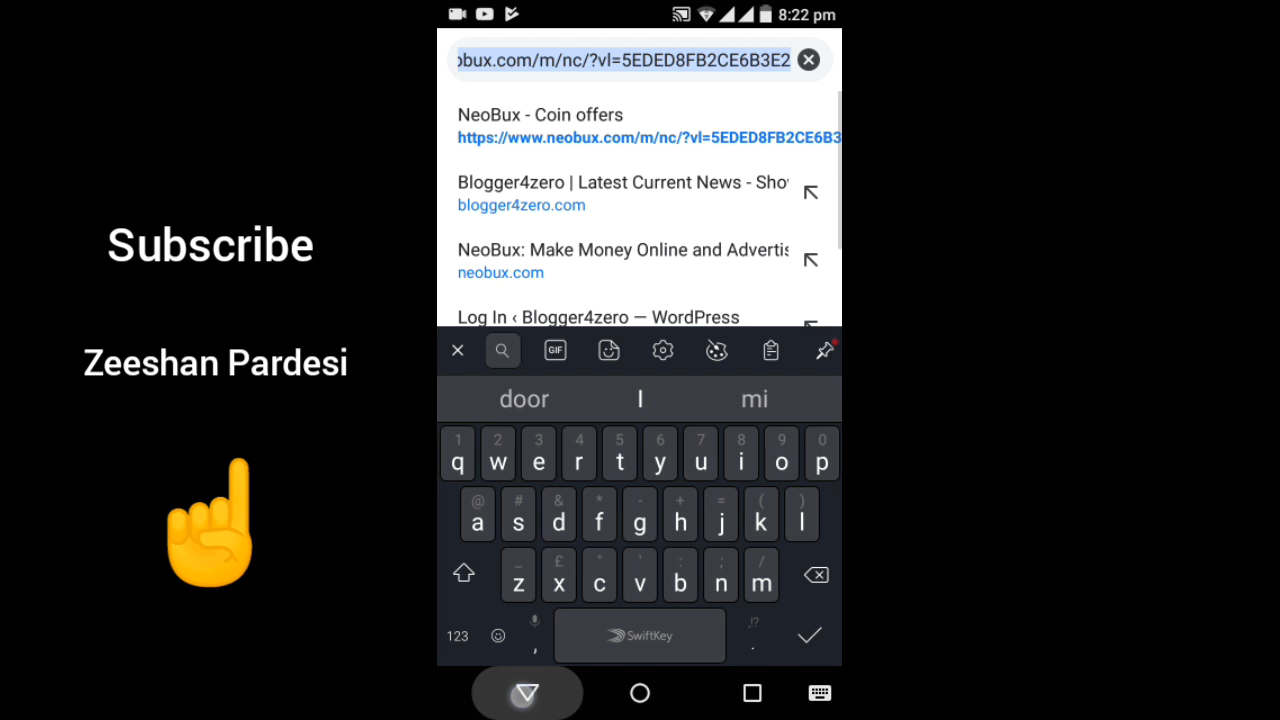 8:22 pm
obux.com/m/nc/?vl=5EDED8FB2CE6B3E2
NeoBux - Coin offers
https://www.neobux.com/m/nc/?vl=5EDED8FB2CE6B3
Blogger4zero | Latest Current News - Sho
blogger4zero.com
NeoBux: Make Money Online and Advertis
neobux.com
Log In ‹ Blogger4zero — WordPress
Subscribe
Zeeshan Pardesi
GIF
door I mi
1 2 3 4 5 6 7 8 9 0
q w e r t y u i o p
@ # & * - + = ( )
a s d f g h j k l
_ £ " ' : ; /
z x c v b n m
123 , SwiftKey ,!? .